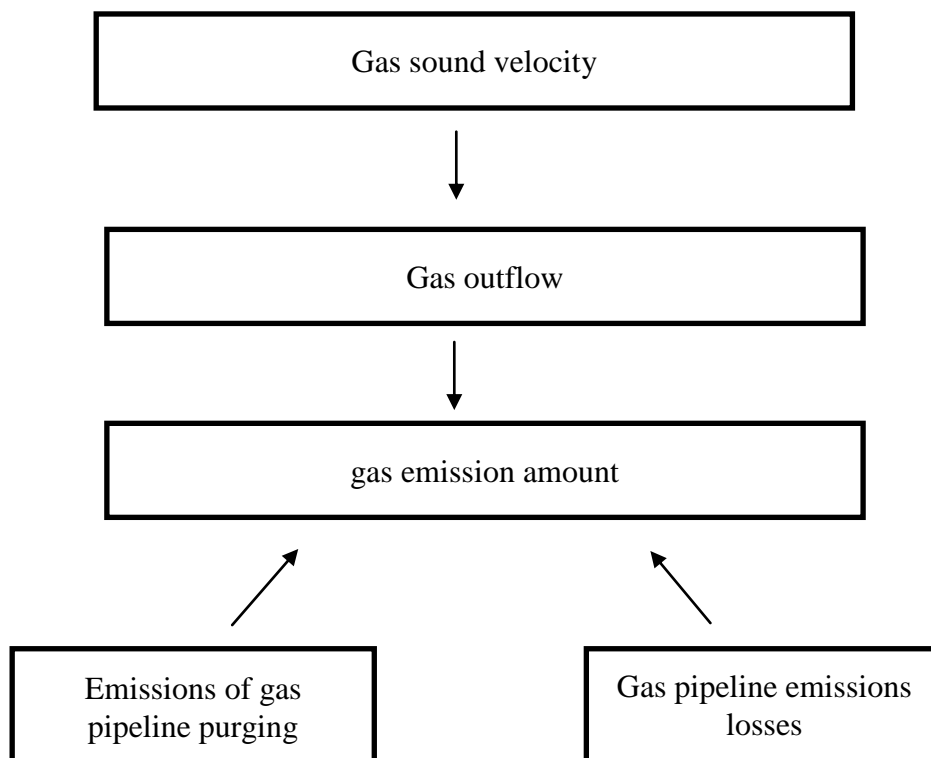 Gas sound velocity
Gas outflow
gas emission amount
Emissions of gas
pipeline purging
Gas pipeline emissions
losses